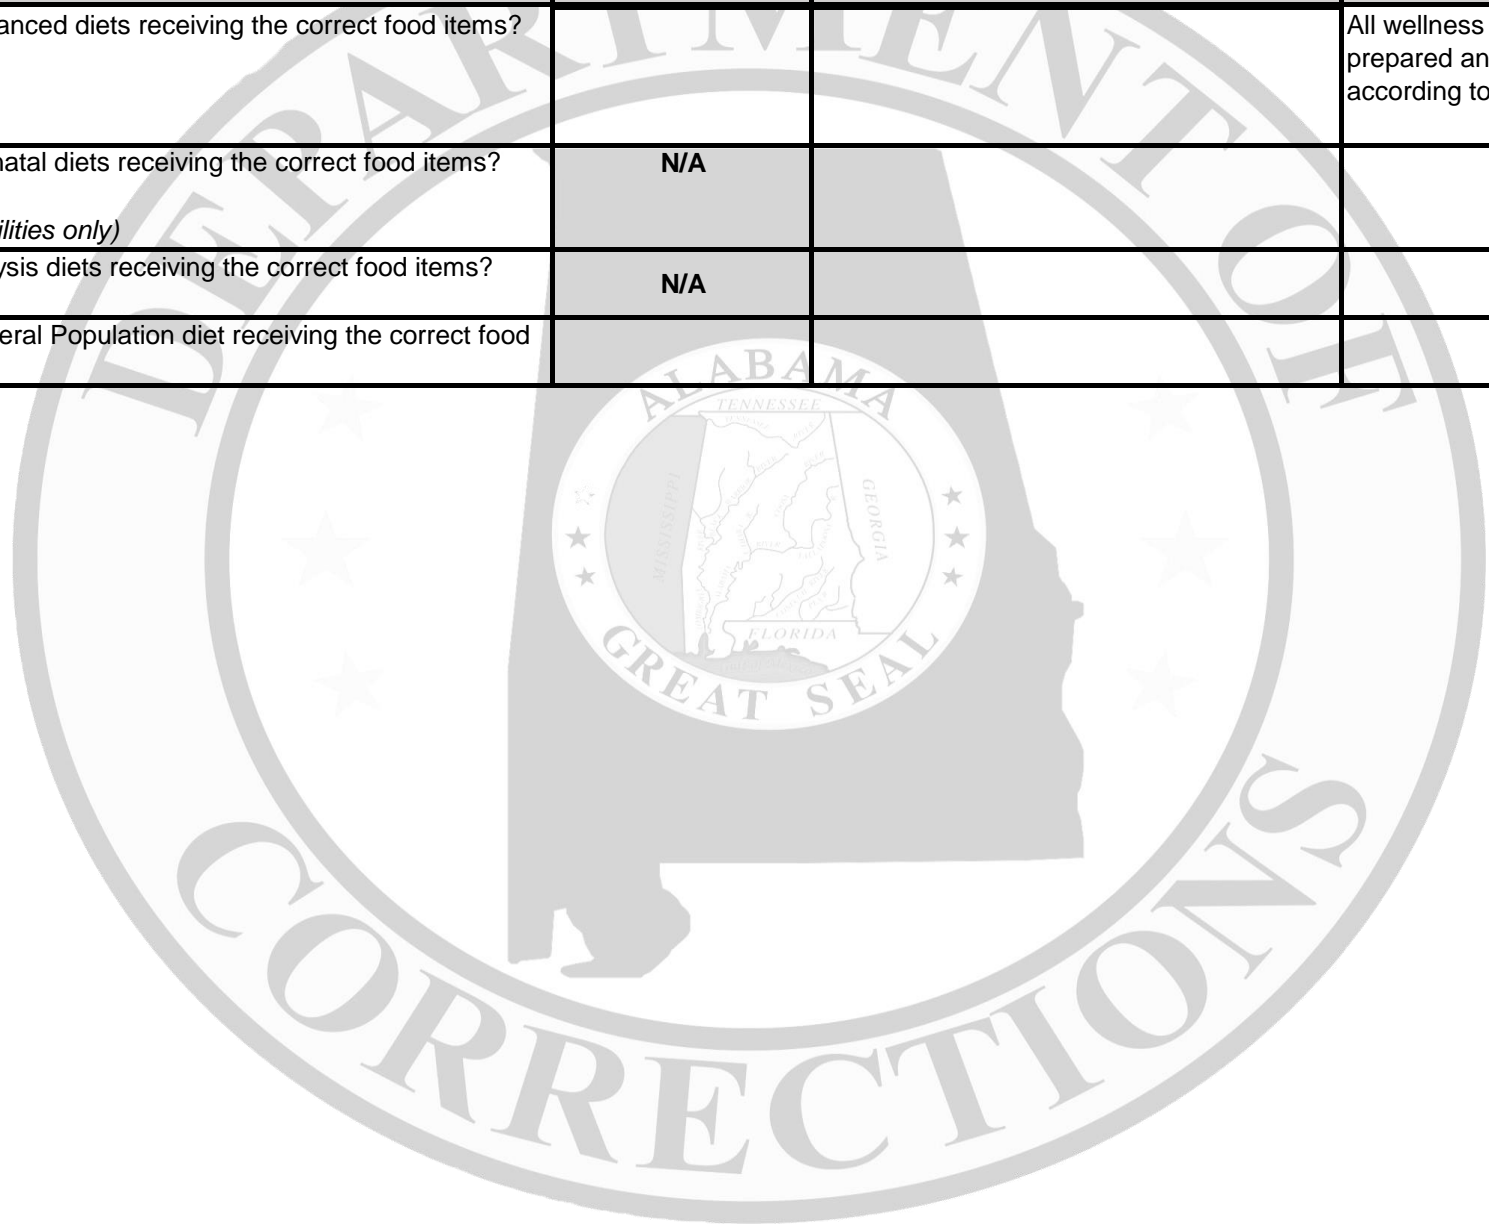 anced diets receiving the correct food items?
All wellness
prepared an
according to
natal diets receiving the correct food items?
N/A
ilities only)
ysis diets receiving the correct food items?
N/A
eral Population diet receiving the correct food
DEPARTMENT OF
CORRECTIONS
ALABAMA
GREAT SEAL
TENNESSEE
MISSISSIPPI
GEORGIA
FLORIDA